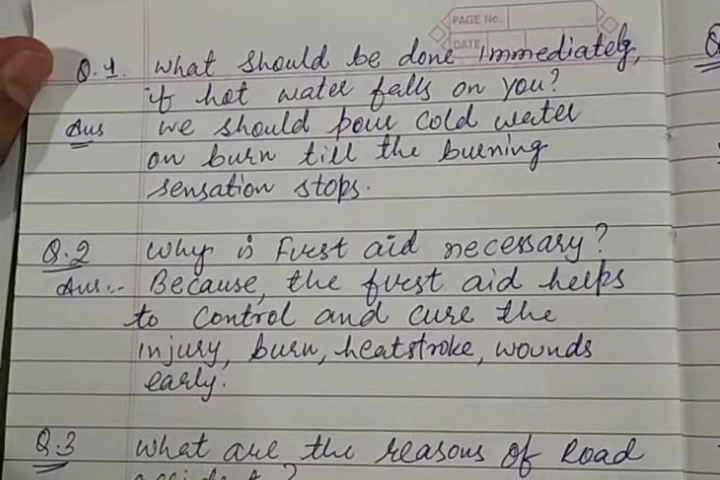 PAGE No.
DATE
Q.1. what should be done immediately,
if hot water falls on you?
Ans we should pour cold water
on burn till the burning
sensation stops.
Q.2 why is First aid necessary?
Ans:- Because, the first aid helps
to control and cure the
injury, burn, heatstroke, wounds
early.
Q.3 what are the reasons of Road